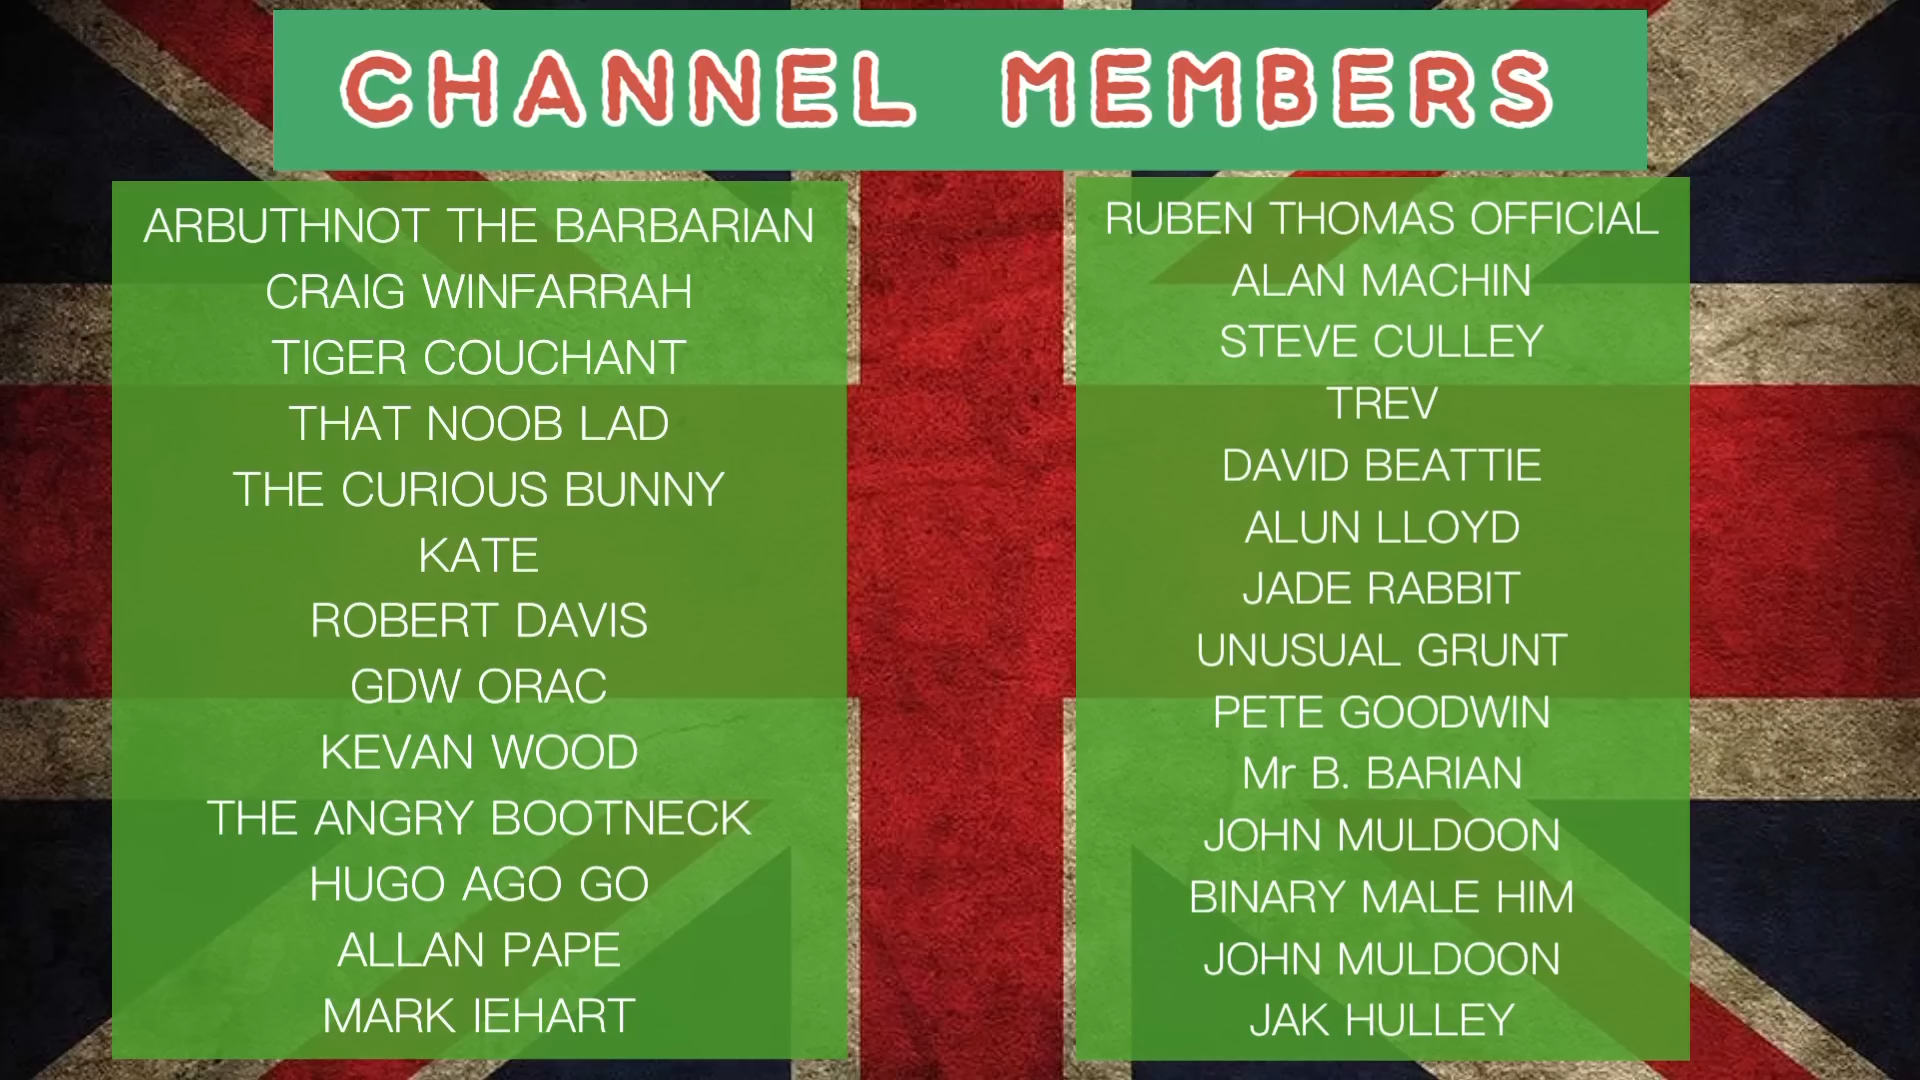 CHANNEL MEMBERS
ARBUTHNOT THE BARBARIAN
CRAIG WINFARRAH
TIGER COUCHANT
THAT NOOB LAD
THE CURIOUS BUNNY
KATE
ROBERT DAVIS
GDW ORAC
KEVAN WOOD
THE ANGRY BOOTNECK
HUGO AGO GO
ALLAN PAPE
MARK IEHART
RUBEN THOMAS OFFICIAL
ALAN MACHIN
STEVE CULLEY
TREV
DAVID BEATTIE
ALUN LLOYD
JADE RABBIT
UNUSUAL GRUNT
PETE GOODWIN
Mr B. BARIAN
JOHN MULDOON
BINARY MALE HIM
JOHN MULDOON
JAK HULLEY